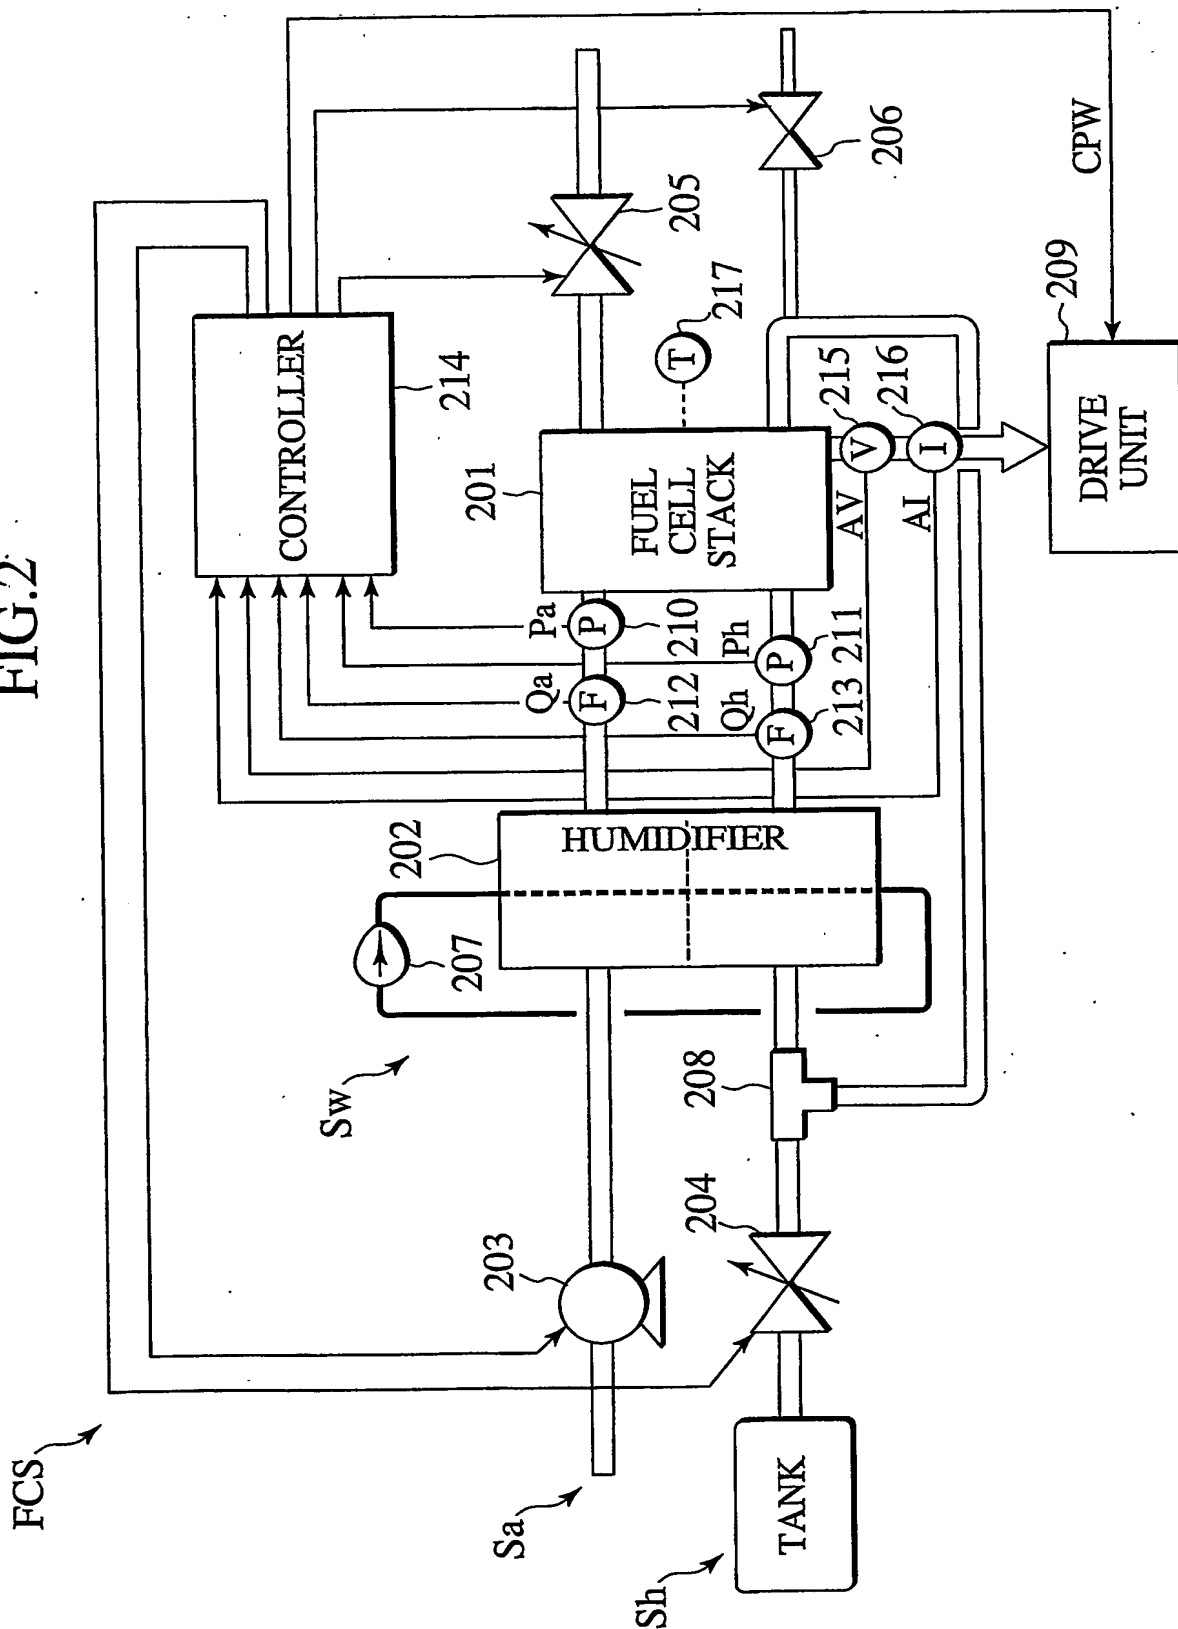 FIG.2
FCS
CONTROLLER
214
Sw
207
202
HUMIDIFIER
Sa
203
Qa
Pa
212
210
201
FUEL
CELL
STACK
T
217
205
Sh
TANK
204
208
Qh
Ph
F
P
F
P
213
211
AV
AI
V
I
215
216
206
DRIVE
UNIT
209
CPW